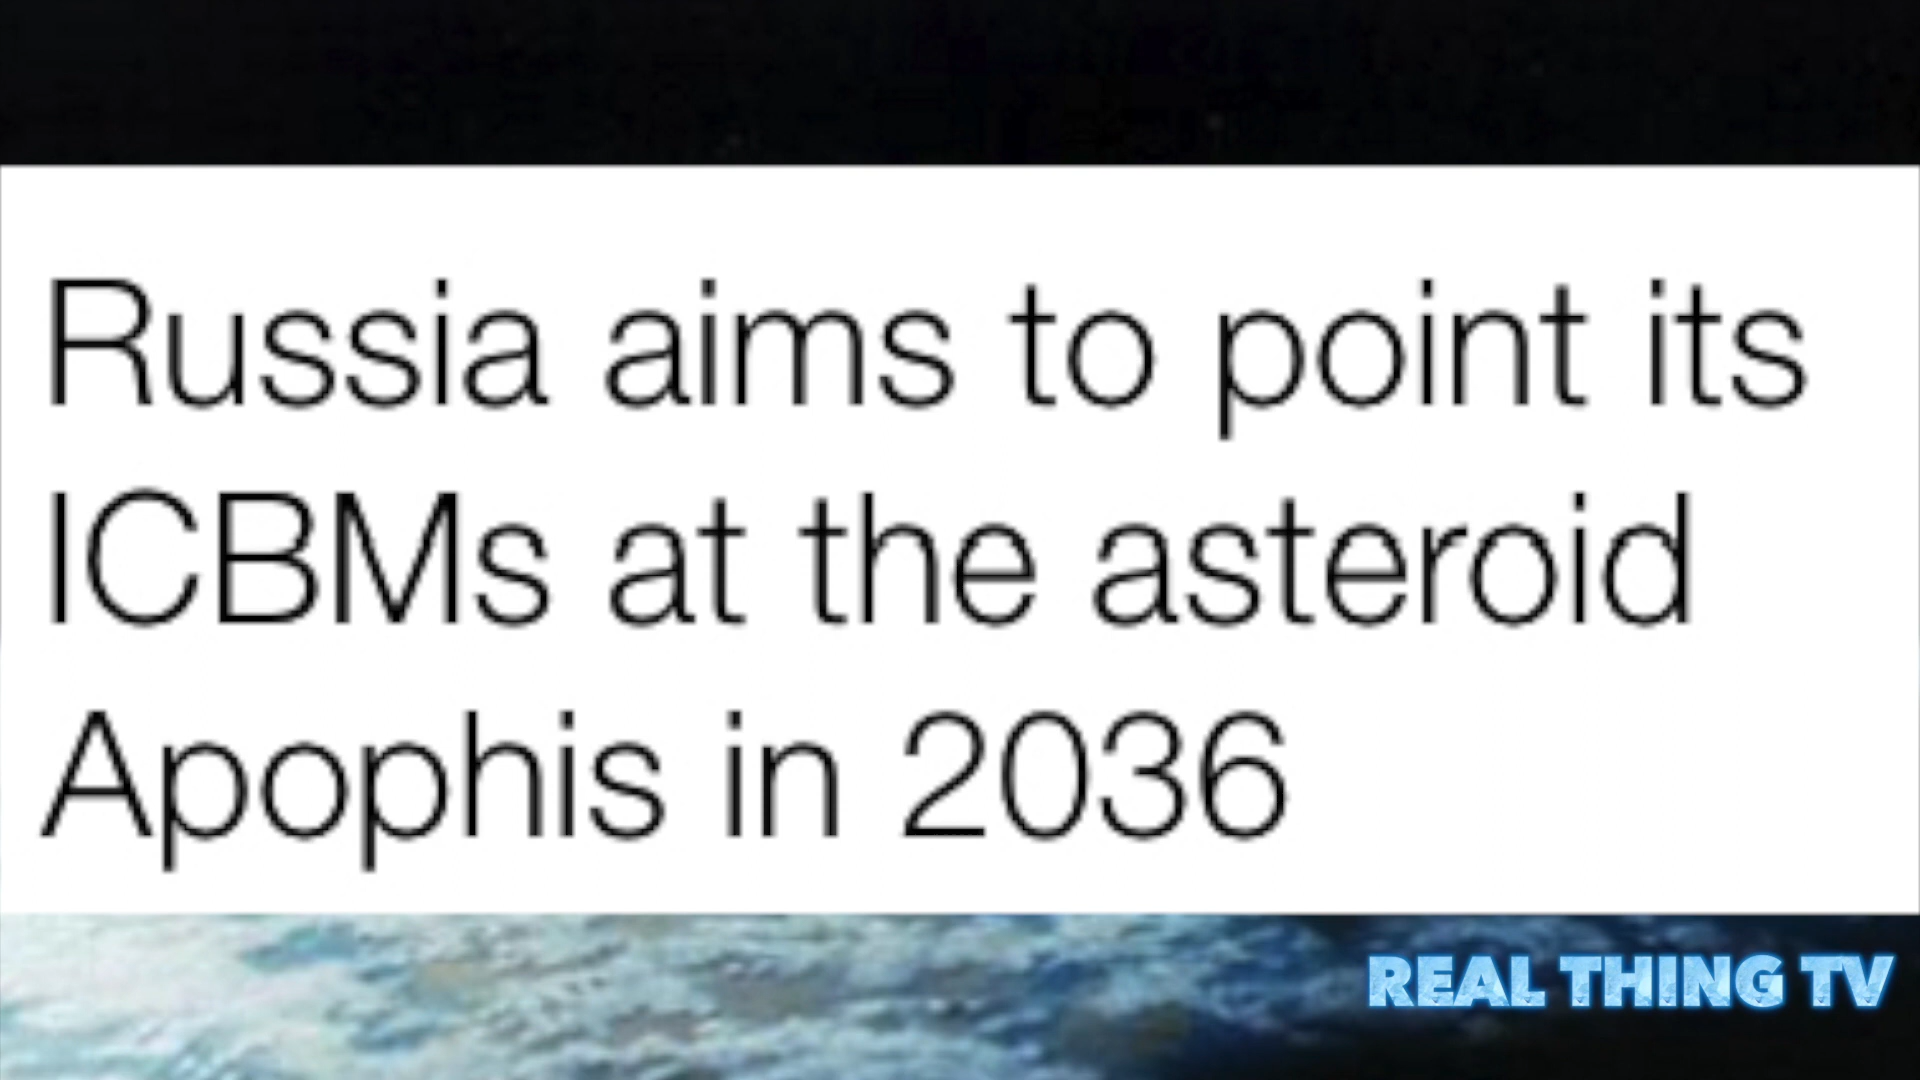 Russia aims to point its
ICBMs at the asteroid
Apophis in 2036
REAL THING TV